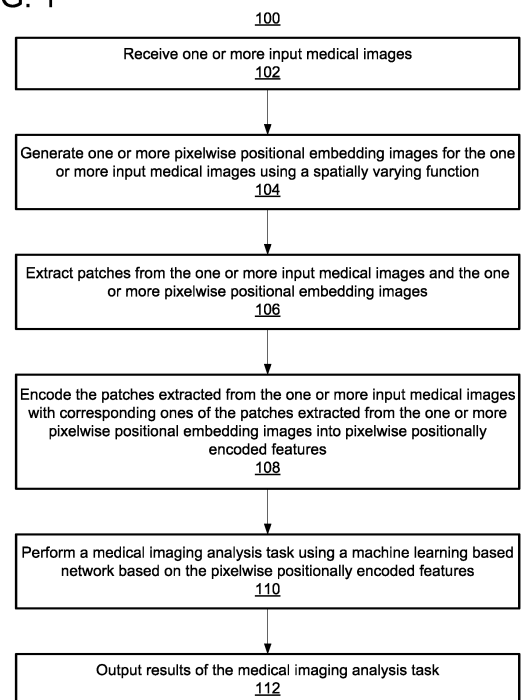 100
Receive one or more input medical images
102
Generate one or more pixelwise positional embedding images for the one
or more input medical images using a spatially varying function
104
Extract patches from the one or more input medical images and the one
or more pixelwise positional embedding images
106
Encode the patches extracted from the one or more input medical images
with corresponding ones of the patches extracted from the one or more
pixelwise positional embedding images into pixelwise positionally
encoded features
108
Perform a medical imaging analysis task using a machine learning based
network based on the pixelwise positionally encoded features
110
Output results of the medical imaging analysis task
112